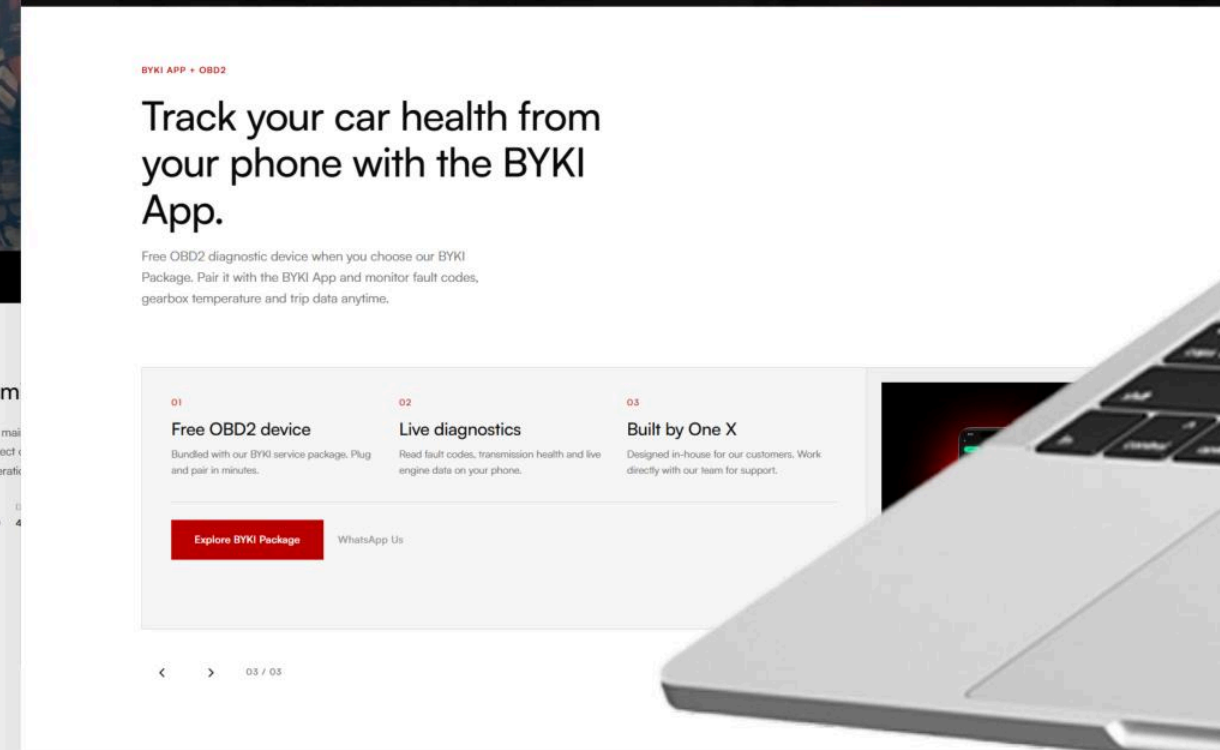 BYKI APP + OBD2
Track your car health from
your phone with the BYKI
App.
Free OBD2 diagnostic device when you choose our BYKI
Package. Pair it with the BYKI App and monitor fault codes,
gearbox temperature and trip data anytime.
01
Free OBD2 device
Bundled with our BYKI service package. Plug
and pair in minutes.
02
Live diagnostics
Read fault codes, transmission health and live
engine data on your phone.
03
Built by One X
Designed in-house for our customers. Work
directly with our team for support.
Explore BYKI Package
WhatsApp Us
03 / 03